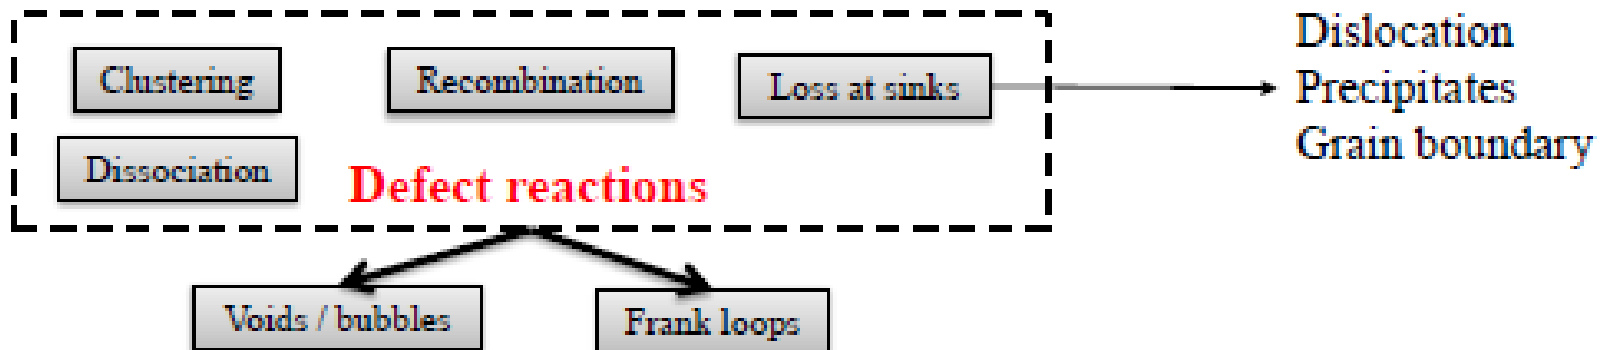 Clustering
Recombination
Loss at sinks
Dislocation
Precipitates
Grain boundary
Dissociation
Defect reactions
Voids / bubbles
Frank loops